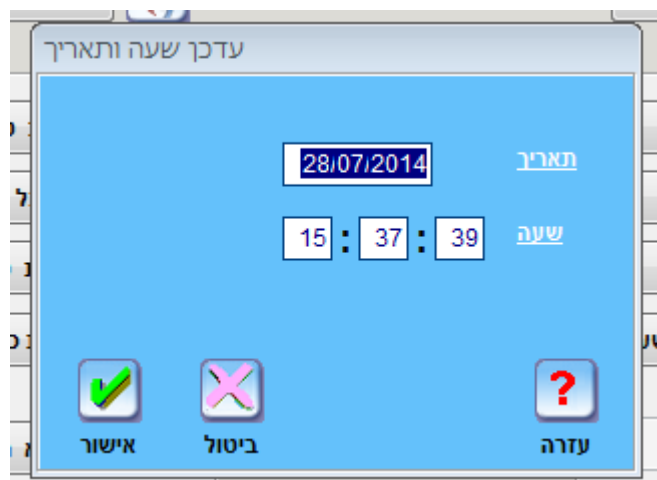 עדכן שעה ותאריך
תאריך 28/07/2014
שעה 15 : 37 : 39
?
עזרה ביטול אישור